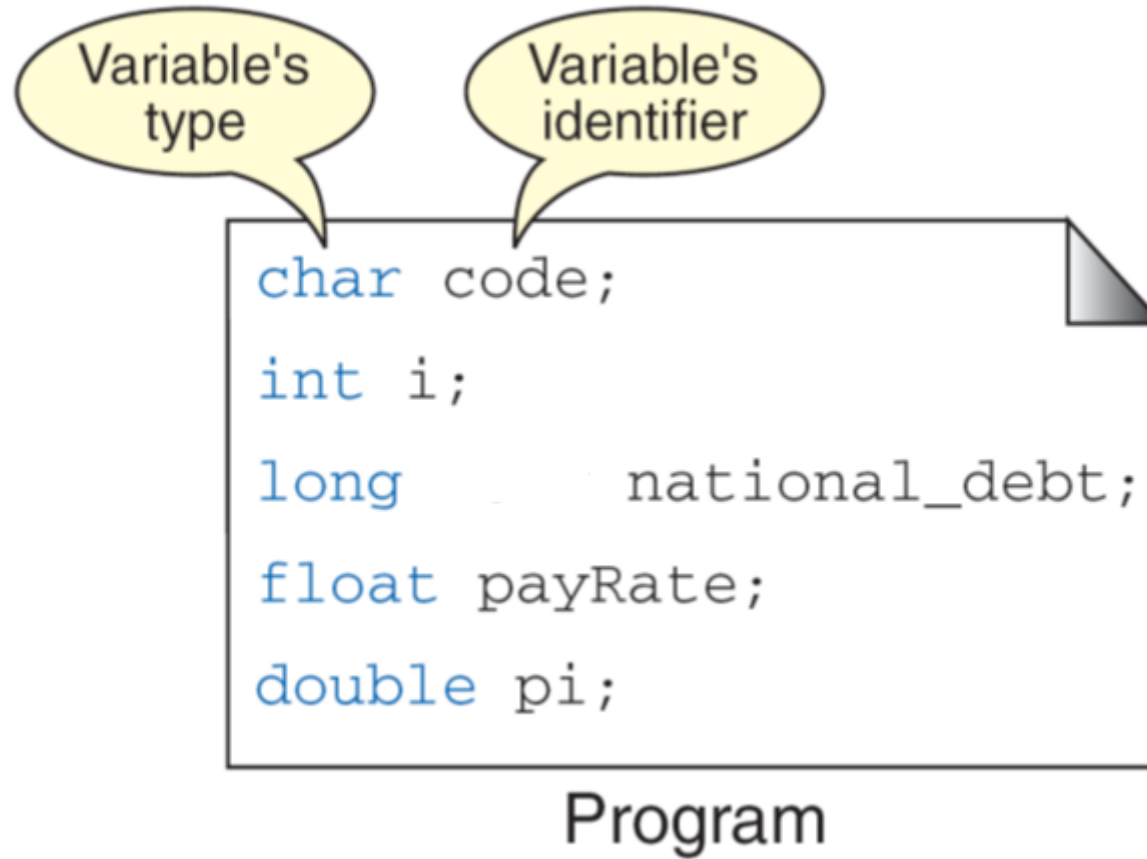 Variable's
type
Variable's
identifier
char code;
int i;
long national_debt;
float payRate;
double pi;
Program